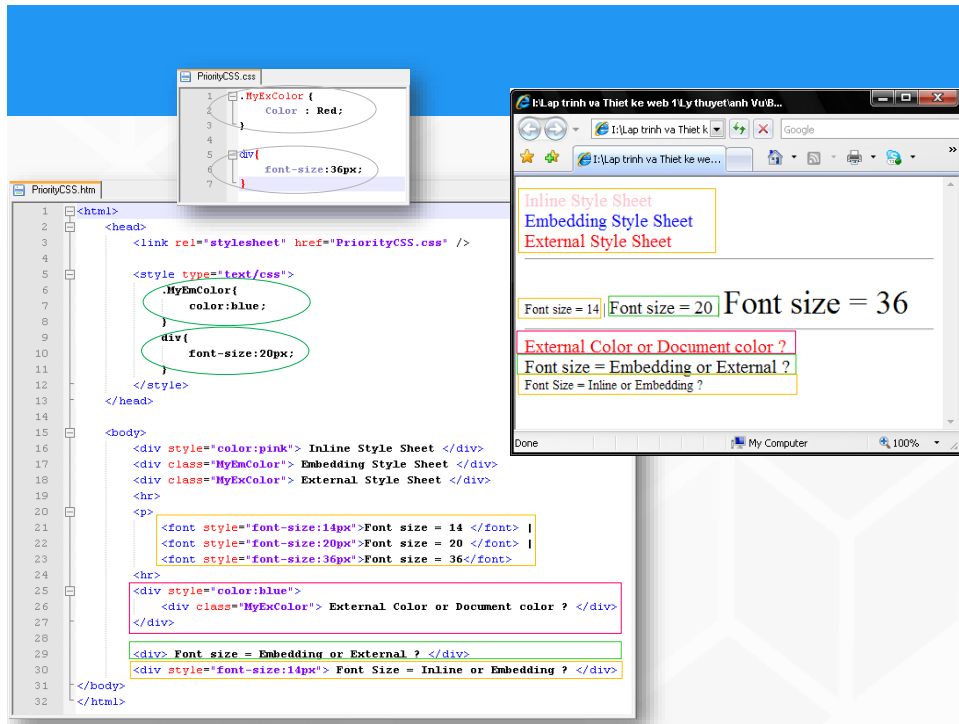 PriorityCSS.css
1 .MyExColor {
2 Color : Red;
3 }
4
5 div{
6 font-size:36px;
7 }
PriorityCSS.htm
1 <html>
2 <head>
3 <link rel="stylesheet" href="PriorityCSS.css" />
4
5 <style type="text/css">
6 .MyEmColor{
7 color:blue;
8 }
9 div{
10 font-size:20px;
11 }
12 </style>
13 </head>
14
15 <body>
16 <div style="color:pink"> Inline Style Sheet </div>
17 <div class="MyEmColor"> Embedding Style Sheet </div>
18 <div class="MyExColor"> External Style Sheet </div>
19 <hr>
20 <p>
21 <font style="font-size:14px">Font size = 14 </font> |
22 <font style="font-size:20px">Font size = 20 </font> |
23 <font style="font-size:36px">Font size = 36</font>
24 <hr>
25 <div style="color:blue">
26 <div class="MyExColor"> External Color or Document color ? </div>
27 </div>
28
29 <div> Font size = Embedding or External ? </div>
30 <div style="font-size:14px"> Font Size = Inline or Embedding ? </div>
31 </body>
32 </html>
I:\Lap trinh va Thiet ke web 1\Ly thuyet\anh Vu\B...
I:\Lap trinh va Thiet k
Google
I:\Lap trinh va Thiet ke we...
»
Inline Style Sheet
Embedding Style Sheet
External Style Sheet
Font size = 14 | Font size = 20 Font size = 36
External Color or Document color ?
Font size = Embedding or External ?
Font Size = Inline or Embedding ?
Done My Computer 100%